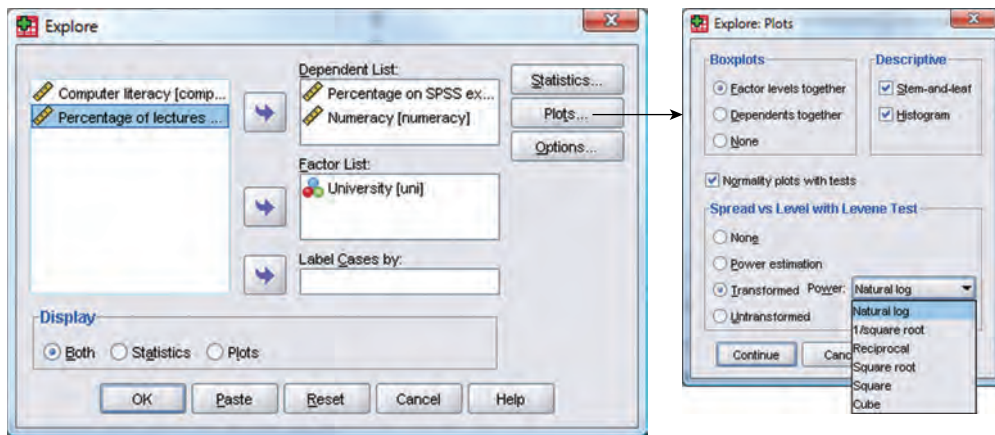 Explore
Computer literacy [comp...
Percentage of lectures ...
Dependent List:
Percentage on SPSS ex...
Numeracy [numeracy]
Factor List:
University [uni]
Label Cases by:
Statistics...
Plots...
Options...
Display
Both Statistics Plots
OK Paste Reset Cancel Help
Explore: Plots
Boxplots
Factor levels together
Dependents together
None
Descriptive
Stem-and-leaf
Histogram
Normality plots with tests
Spread vs Level with Levene Test
None
Power estimation
Transformed Power: Natural log
Untransformed
Natural log
1/square root
Reciprocal
Square root
Square
Cube
Continue Canc